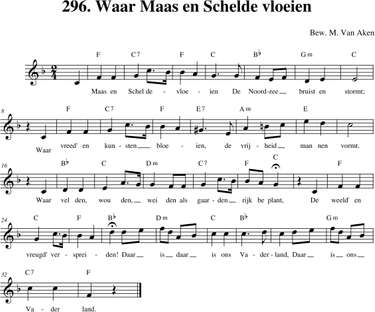 296. Waar Maas en Schelde vloeien
Bew. M. Van Aken
F C7 F C B♭ Gm C
Maas en Schel de- vloe- ien De Noord-zee bruist en stormt;
8 F C7 F E7 Am C
Waar vreed' en kun- sten bloe- ien, de vrij- heid man nen vormt.
16 B♭ C Dm C F B♭ F
Waar vel den, wou den, wei den als gaar- den rijk be plant, De weeld' en
24 C B♭ Dm C B♭ Gm
vreugd' ver- sprei- den! Daar is daar is ons Va- der-land, Daar is ons
32 C7 F
Va- der land.